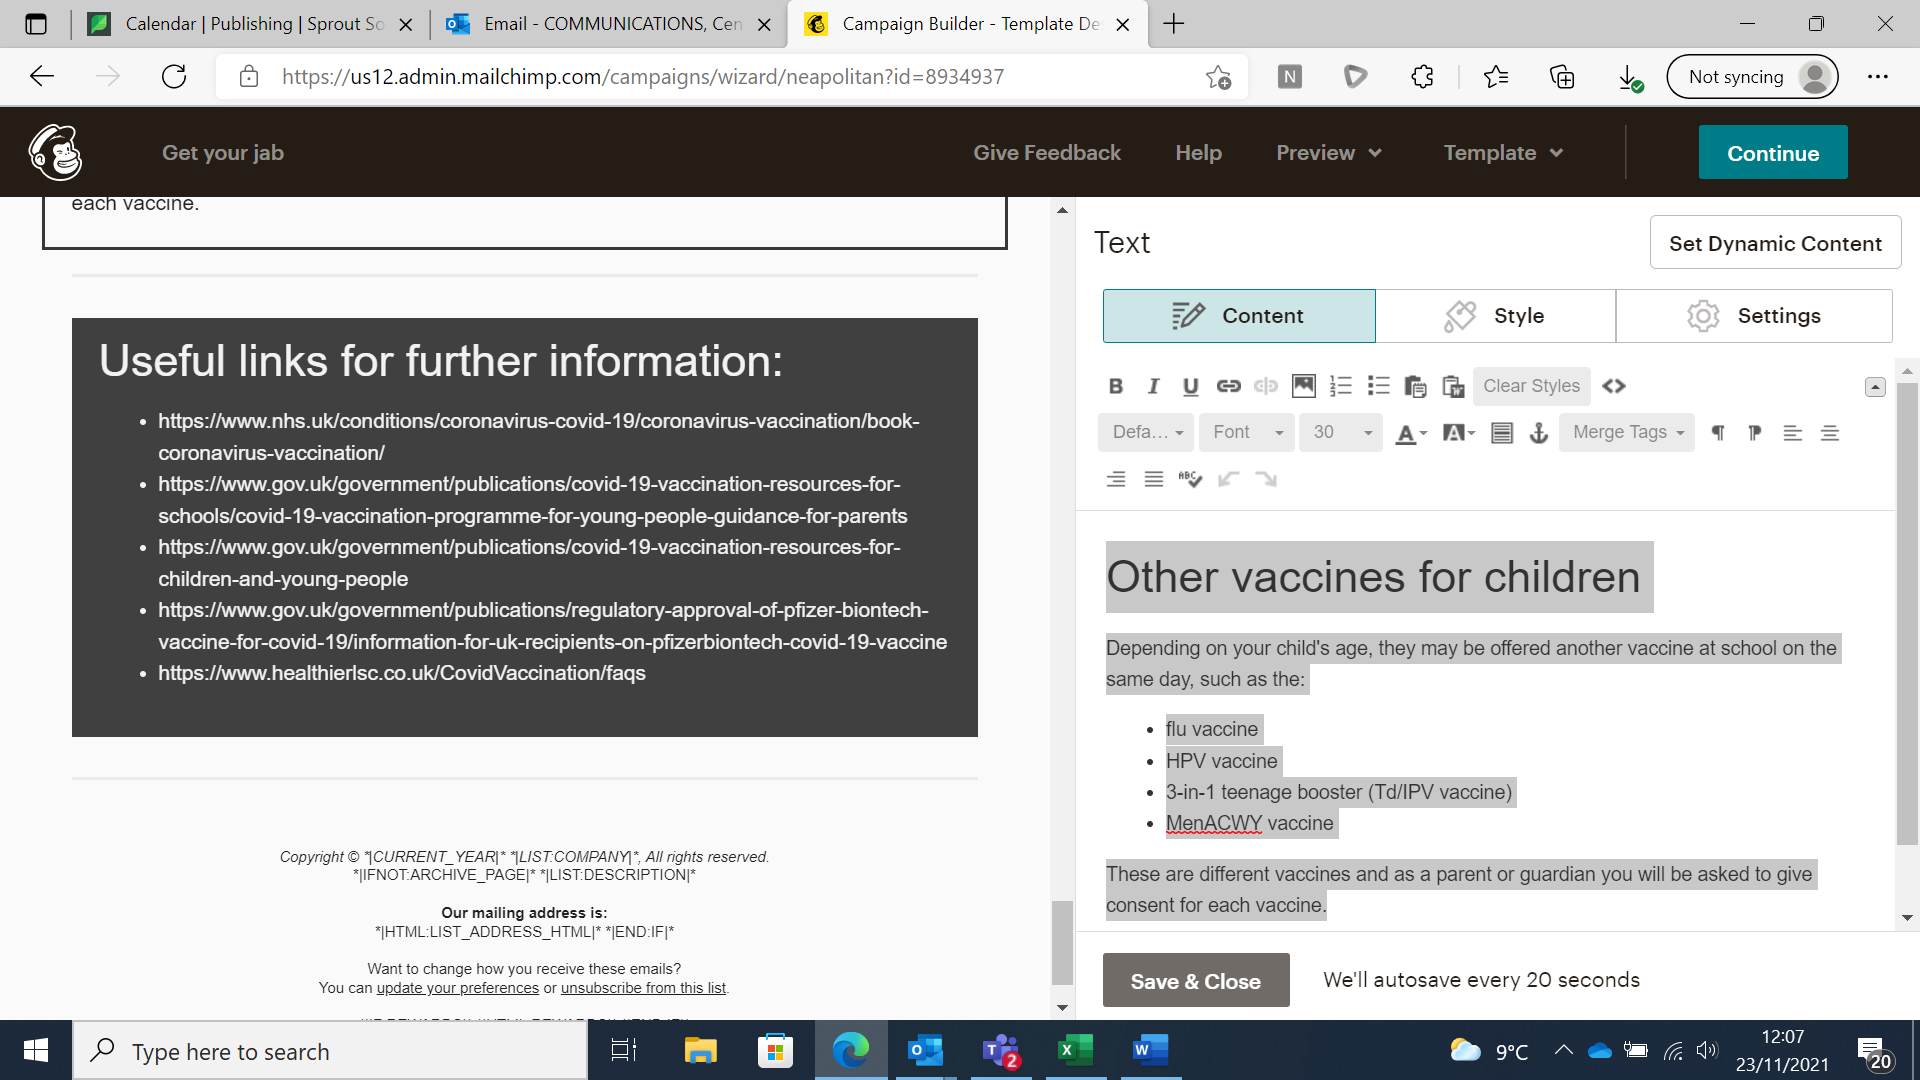 Calendar | Publishing | Sprout So
Email - COMMUNICATIONS, Cen
Campaign Builder - Template De
https://us12.admin.mailchimp.com/campaigns/wizard/neapolitan?id=8934937
N
Not syncing
Get your jab
Give Feedback
Help
Preview
Template
Continue
each vaccine.
Useful links for further information:
• https://www.nhs.uk/conditions/coronavirus-covid-19/coronavirus-vaccination/book-
coronavirus-vaccination/
• https://www.gov.uk/government/publications/covid-19-vaccination-resources-for-
schools/covid-19-vaccination-programme-for-young-people-guidance-for-parents
• https://www.gov.uk/government/publications/covid-19-vaccination-resources-for-
children-and-young-people
• https://www.gov.uk/government/publications/regulatory-approval-of-pfizer-biontech-
vaccine-for-covid-19/information-for-uk-recipients-on-pfizerbiontech-covid-19-vaccine
• https://www.healthierlsc.co.uk/CovidVaccination/faqs
Copyright © *|CURRENT_YEAR|* *|LIST:COMPANY|*, All rights reserved.
*|IFNOT:ARCHIVE_PAGE|* *|LIST:DESCRIPTION|*
Our mailing address is:
*|HTML:LIST_ADDRESS_HTML|* *|END:IF|*
Want to change how you receive these emails?
You can update your preferences or unsubscribe from this list.
Text
Set Dynamic Content
Content
Style
Settings
B I U
Clear Styles
Defa...
Font
30
A
A
Merge Tags
ABC
Other vaccines for children
Depending on your child's age, they may be offered another vaccine at school on the
same day, such as the:
• flu vaccine
• HPV vaccine
• 3-in-1 teenage booster (Td/IPV vaccine)
• MenACWY vaccine
These are different vaccines and as a parent or guardian you will be asked to give
consent for each vaccine.
Save & Close
We'll autosave every 20 seconds
Type here to search
2
9°C
12:07
23/11/2021
20